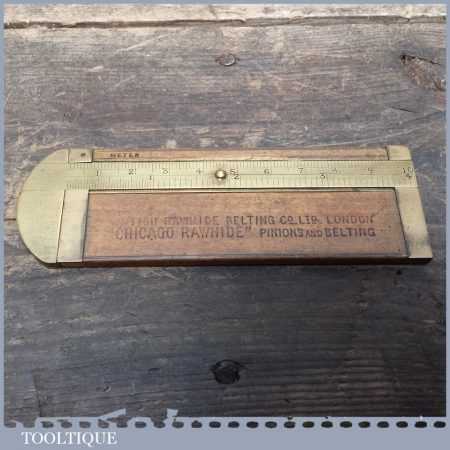 METER
1 2 3 4 5 6 7 8 9 10
RAWHIDE BELTING CO. LTD. LONDON
"CHICAGO RAWHIDE" PINIONS AND BELTING
TOOLTIQUE